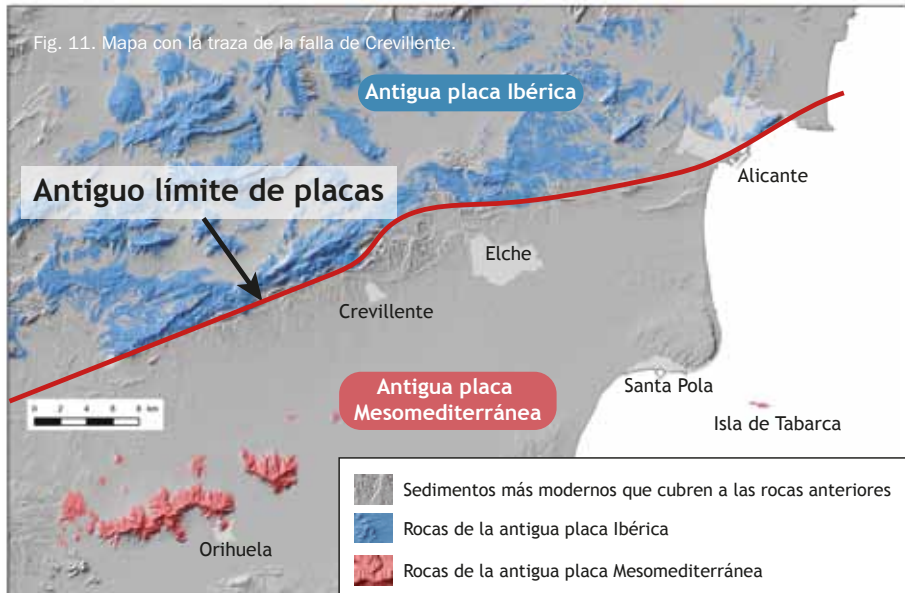 Fig. 11. Mapa con la traza de la falla de Crevillente.
Antigua placa Ibérica
Antiguo límite de placas
Alicante
Elche
Crevillente
Antigua placa
Mesomediterránea
Santa Pola
Isla de Tabarca
0 2 4 6 8 km
Orihuela
Sedimentos más modernos que cubren a las rocas anteriores
Rocas de la antigua placa Ibérica
Rocas de la antigua placa Mesomediterránea